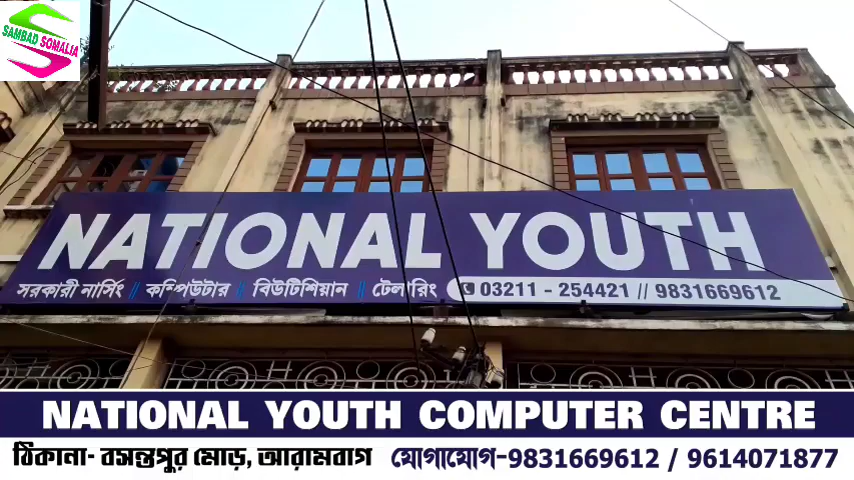 SAMBAD SOMALIA
NATIONAL YOUTH
সরকারী নার্সিং // কম্পিউটার // বিউটিশিয়ান // টেলারিং 03211 - 254421 // 9831669612
NATIONAL YOUTH COMPUTER CENTRE
ঠিকানা- বসন্তপুর মোড়, আরামবাগ যোগাযোগ-9831669612 / 9614071877